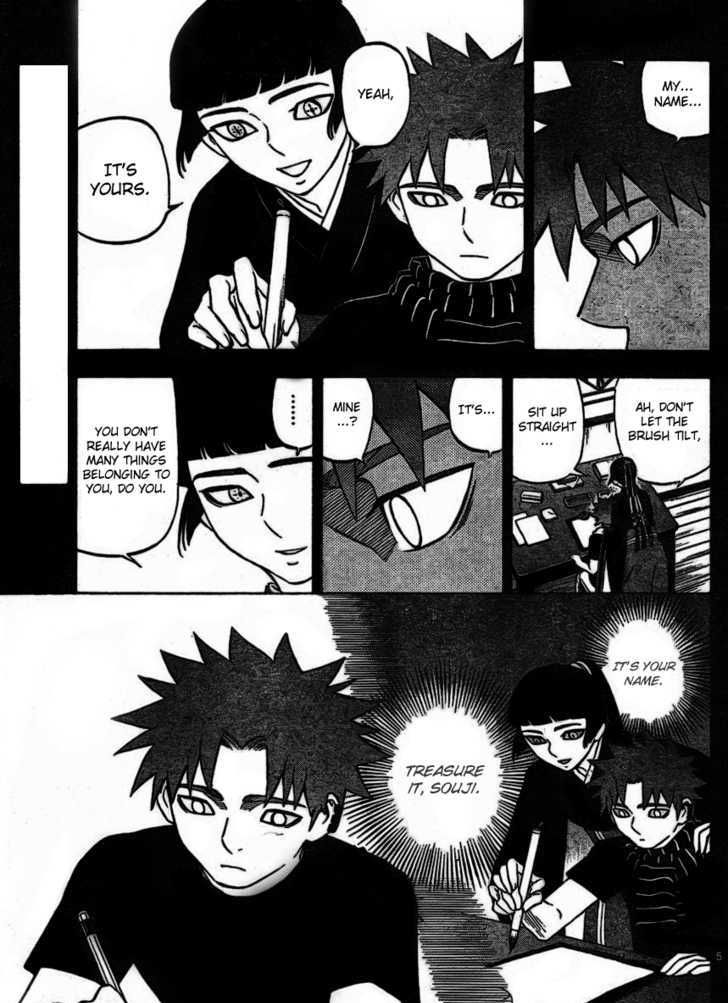 MY...
NAME...
YEAH,
IT'S
YOURS.
AH, DON'T
LET THE
BRUSH TILT,
SIT UP
STRAIGHT
...
IT'S...
MINE
...?
.......
YOU DON'T
REALLY HAVE
MANY THINGS
BELONGING TO
YOU, DO YOU.
IT'S YOUR
NAME.
TREASURE
IT, SOUJI.
5